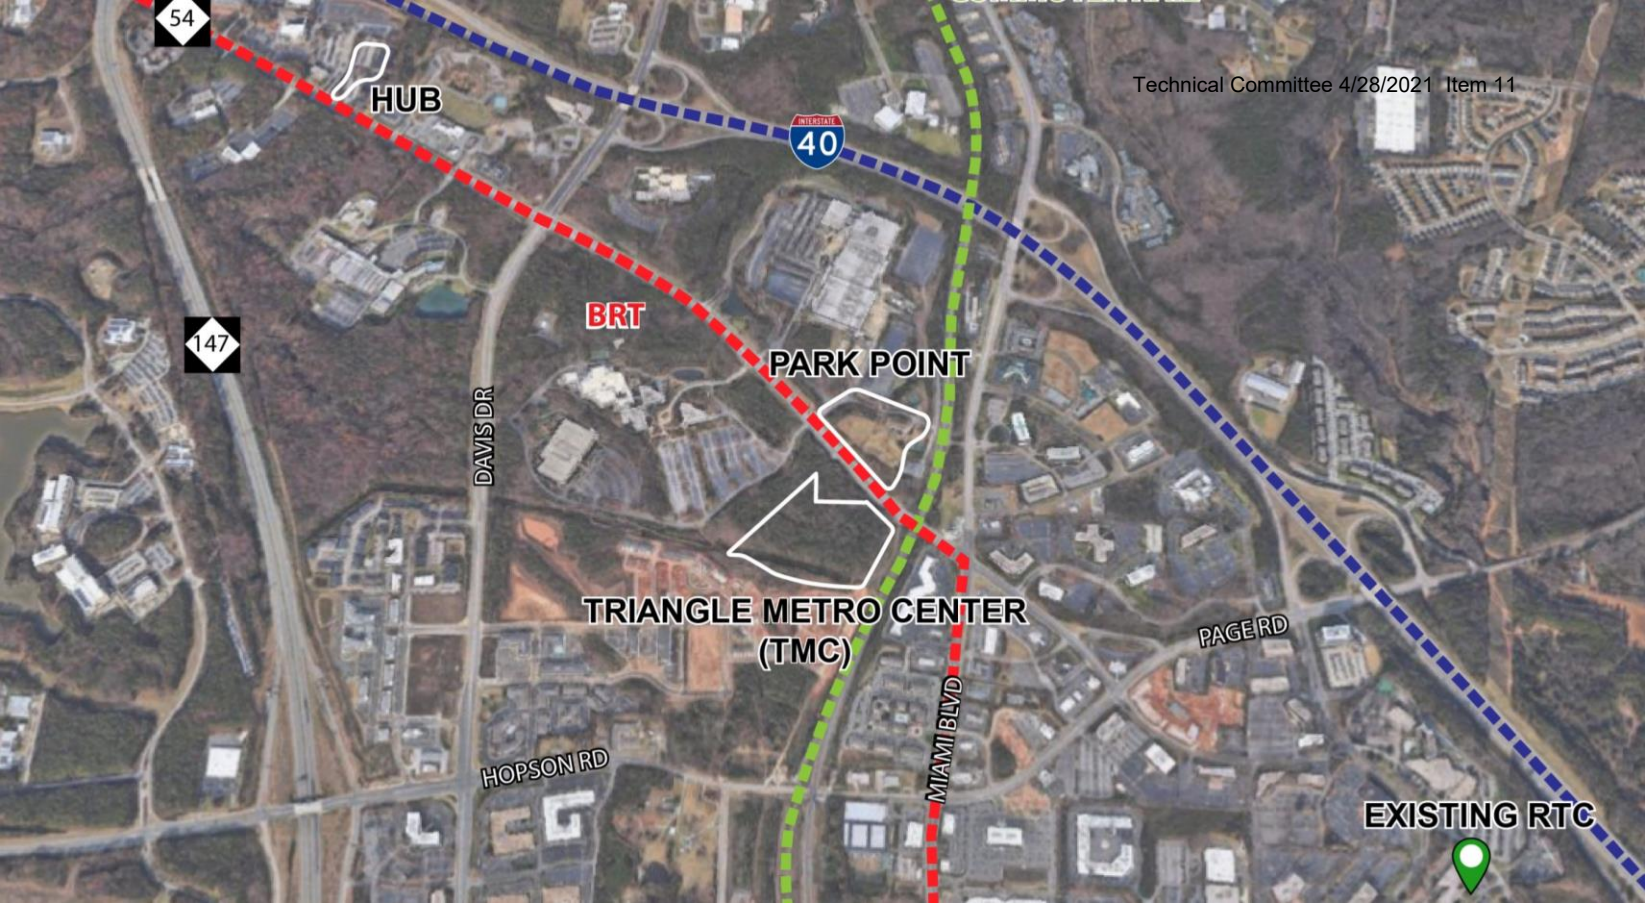 54
HUB
Technical Committee 4/28/2021 Item 11
INTERSTATE
40
147
BRT
PARK POINT
DAVIS DR
TRIANGLE METRO CENTER
(TMC)
PAGE RD
MIAMI BLVD
HOPSON RD
EXISTING RTC